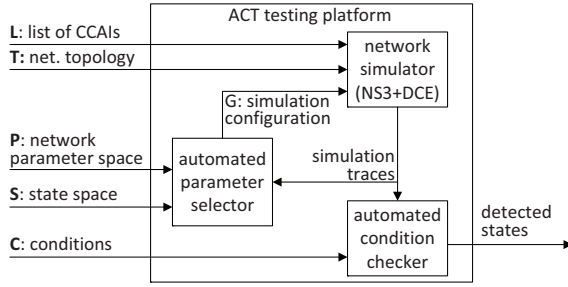 ACT testing platform
L: list of CCAIs
T: net. topology
network
simulator
(NS3+DCE)
G: simulation
configuration
P: network
parameter space
automated
parameter
selector
simulation
traces
S: state space
automated
condition
checker
detected
states
C: conditions